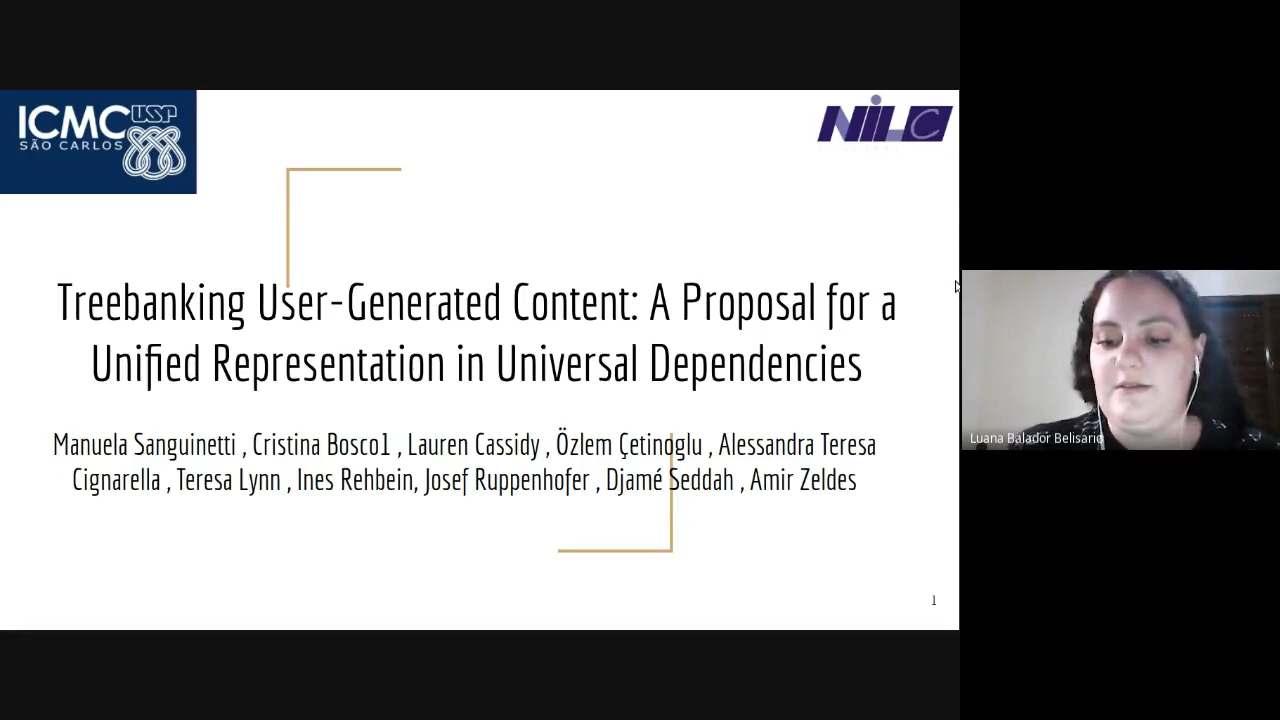 ICMC USP
SÃO CARLOS
NILC
Treebanking User-Generated Content: A Proposal for a
Unified Representation in Universal Dependencies
Manuela Sanguinetti , Cristina Bosco1 , Lauren Cassidy , Özlem Çetinoglu , Alessandra Teresa
Cignarella , Teresa Lynn , Ines Rehbein, Josef Ruppenhofer , Djamé Seddah , Amir Zeldes
1
Luana Balador Belisario